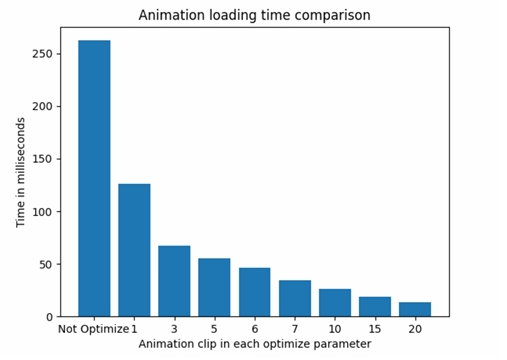 Animation loading time comparison
250
200
150
100
50
0
Time in milliseconds
Not Optimize 1 3 5 6 7 10 15 20
Animation clip in each optimize parameter